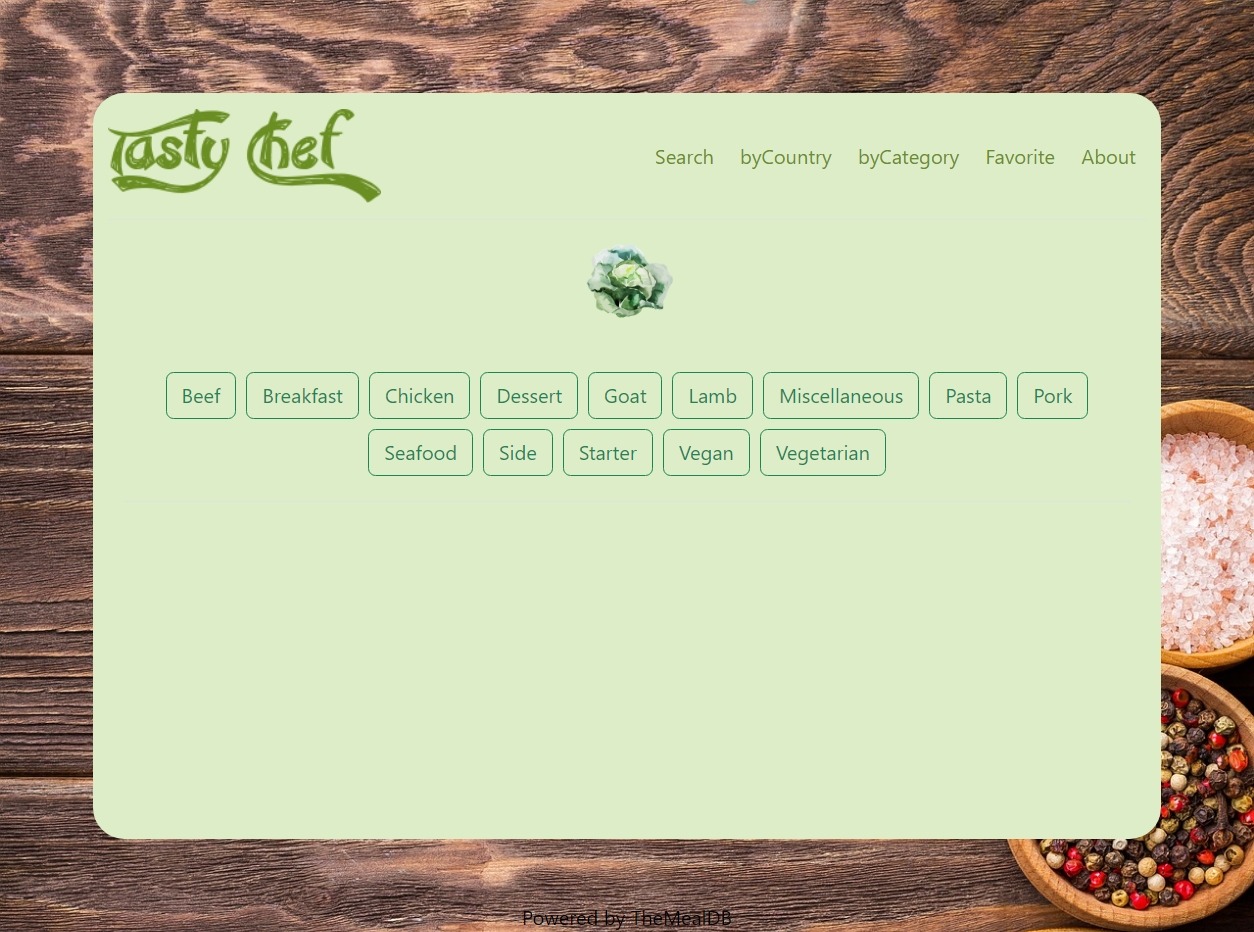 Tasty Chef
Search byCountry byCategory Favorite About
Beef Breakfast Chicken Dessert Goat Lamb Miscellaneous Pasta Pork
Seafood Side Starter Vegan Vegetarian
Powered by TheMealDB